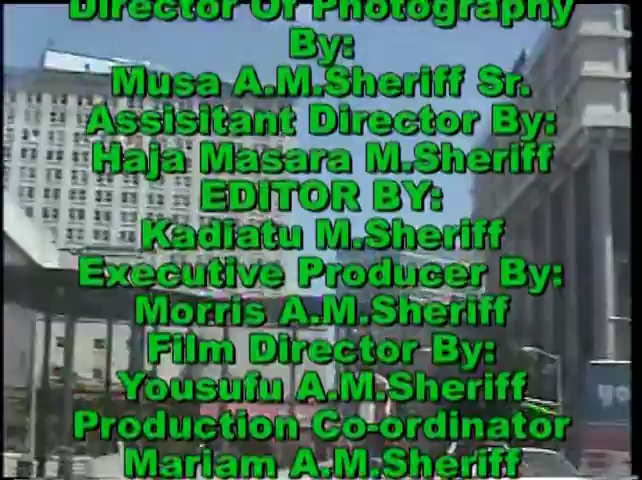 Director Of Photography
By:
Musa A.M.Sheriff Sr.
Assisitant Director By:
Haja Masara M.Sheriff
EDITOR BY:
Kadiatu M.Sheriff
Executive Producer By:
Morris A.M.Sheriff
Film Director By:
Yousufu A.M.Sheriff
Production Co-ordinator
Mariam A.M.Sheriff